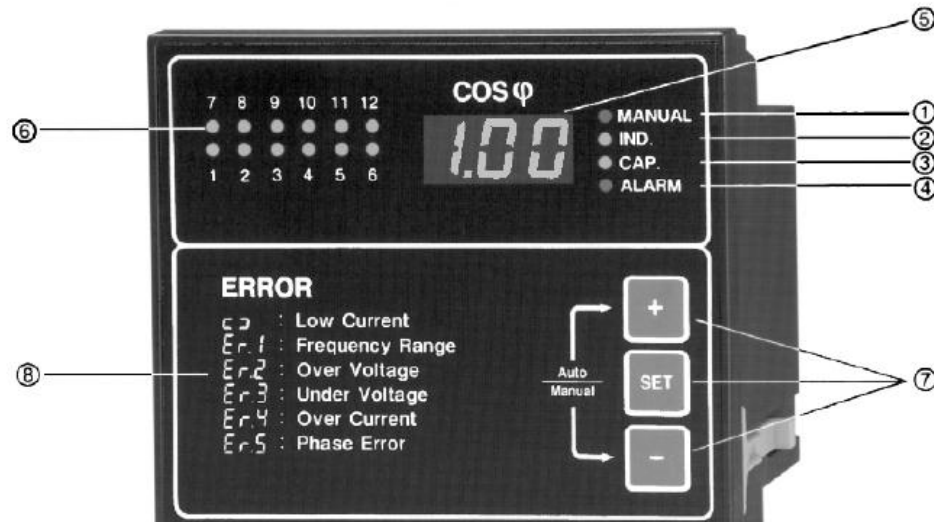 COS φ
7 8 9 10 11 12
1 2 3 4 5 6
1.00
MANUAL
IND.
CAP.
ALARM
⑤
①
②
③
④
⑥
ERROR
: Low Current
Er.1 : Frequency Range
Er.2 : Over Voltage
Er.3 : Under Voltage
Er.4 : Over Current
Er.5 : Phase Error
⑧
Auto
Manual
+
SET
−
⑦